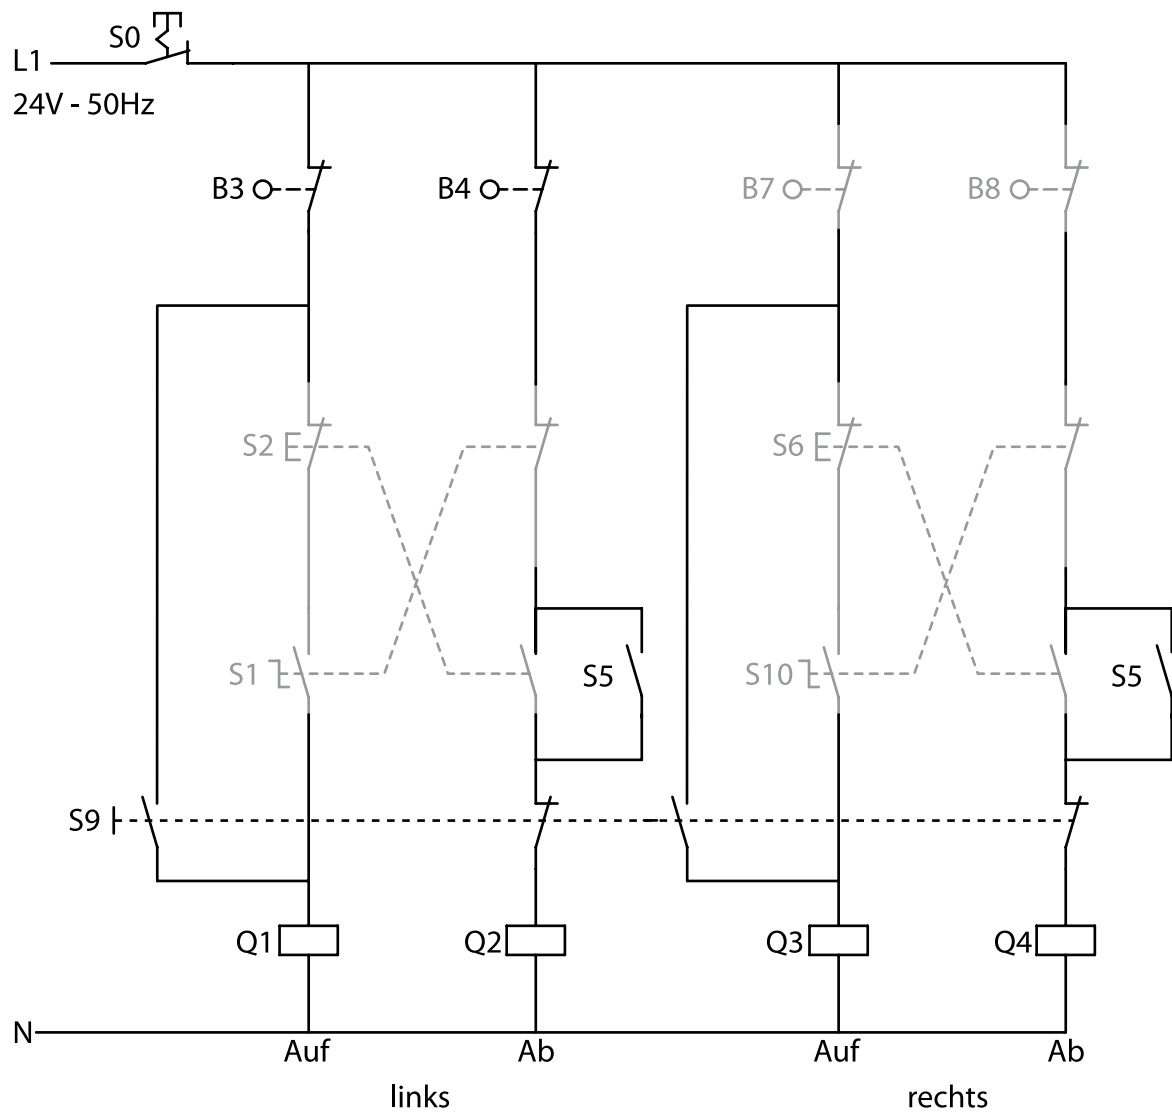 S0
L1
24V - 50Hz
B3 B4 B7 B8
S2 S6
S1 S5 S10 S5
S9
Q1 Q2 Q3 Q4
N
Auf Ab Auf Ab
links rechts